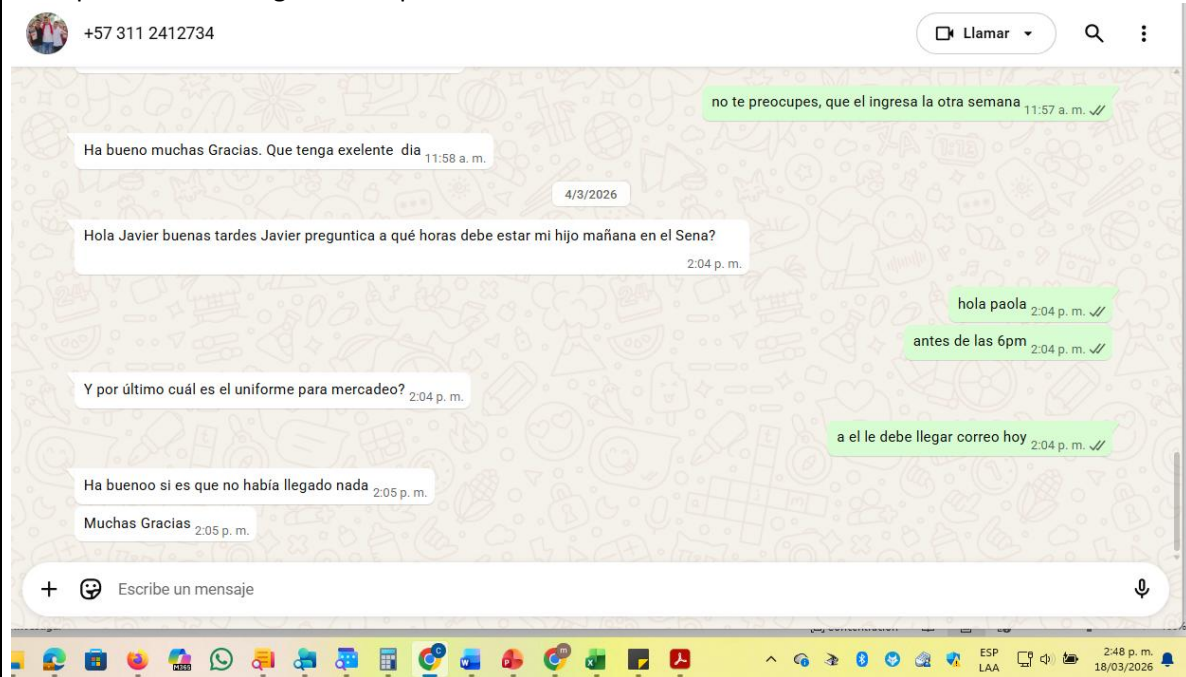 +57 311 2412734
Llamar
no te preocupes, que el ingresa la otra semana 11:57 a. m.
Ha bueno muchas Gracias. Que tenga exelente dia 11:58 a. m.
4/3/2026
Hola Javier buenas tardes Javier preguntica a qué horas debe estar mi hijo mañana en el Sena?
2:04 p. m.
hola paola 2:04 p. m.
antes de las 6pm 2:04 p. m.
Y por último cuál es el uniforme para mercadeo? 2:04 p. m.
a el le debe llegar correo hoy 2:04 p. m.
Ha buenoo si es que no había llegado nada 2:05 p. m.
Muchas Gracias 2:05 p. m.
Escribe un mensaje
M365
ESP
LAA
2:48 p. m.
18/03/2026